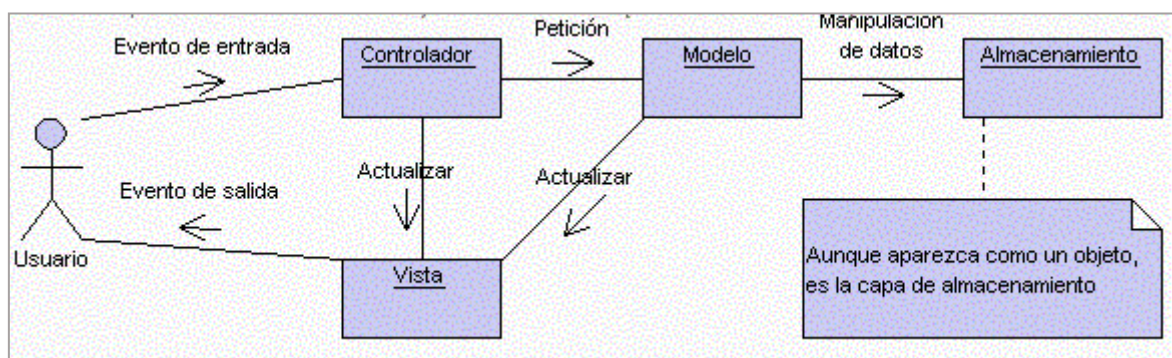 Evento de entrada
Controlador
Petición
Modelo
Manipulación
de datos
Almacenamiento
Usuario
Evento de salida
Actualizar
Actualizar
Vista
Aunque aparezca como un objeto,
es la capa de almacenamiento